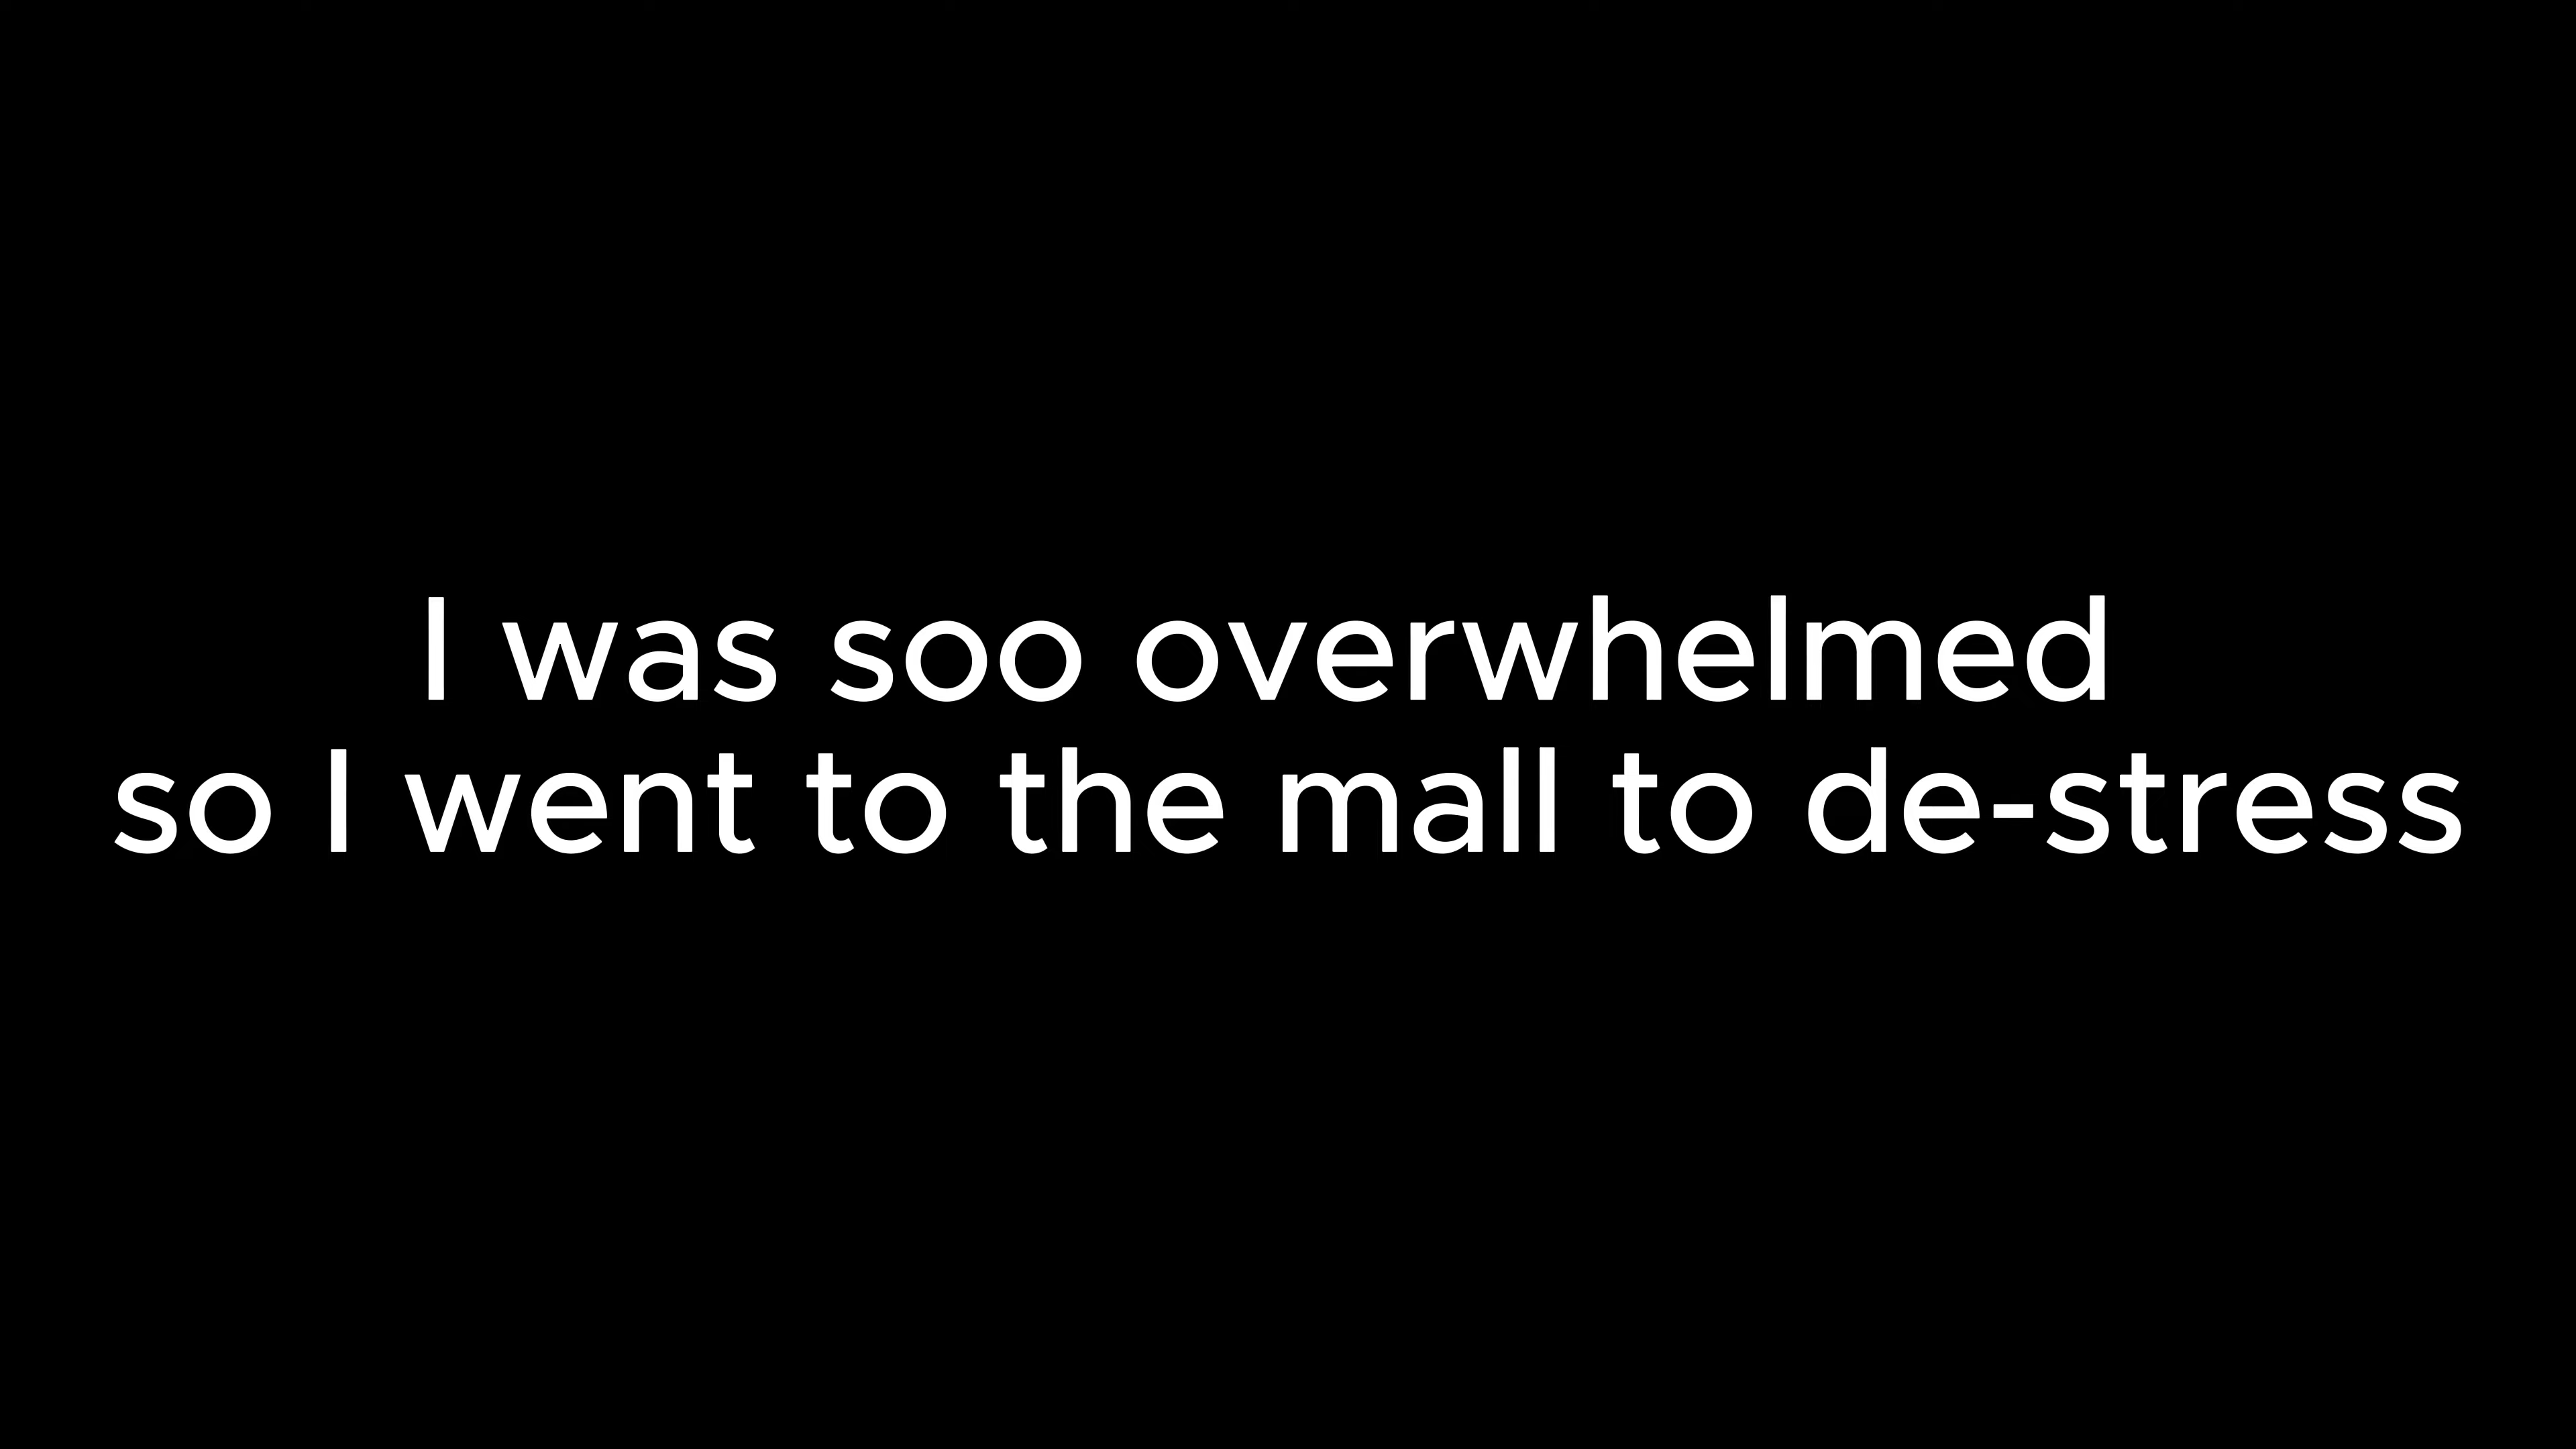 I was soo overwhelmed
so I went to the mall to de-stress